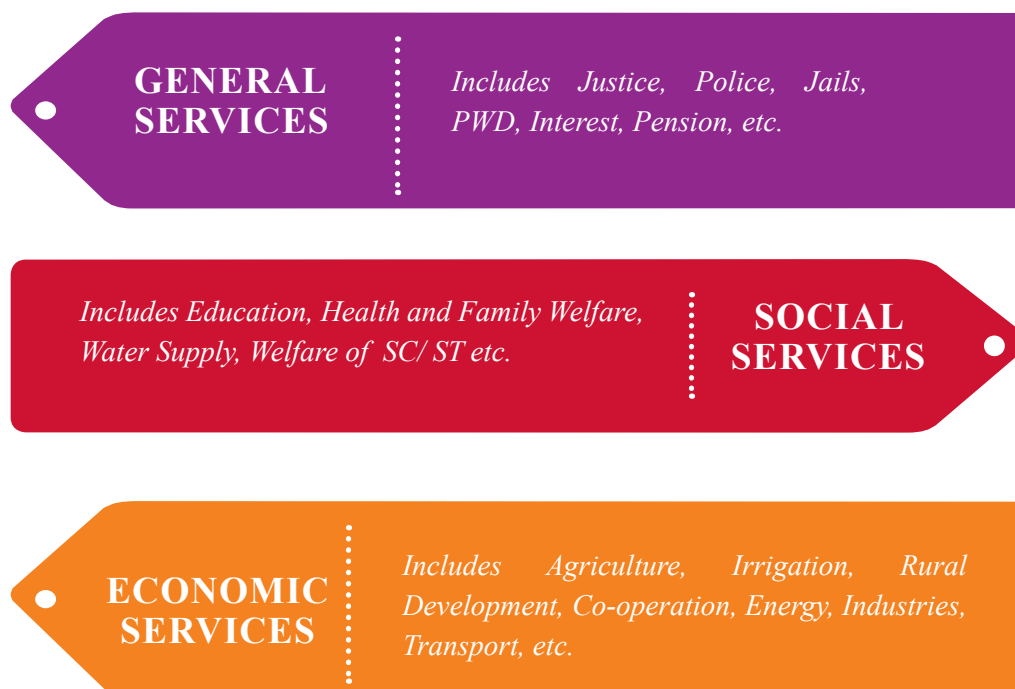 GENERAL
SERVICES
Includes Justice, Police, Jails,
PWD, Interest, Pension, etc.
Includes Education, Health and Family Welfare,
Water Supply, Welfare of SC/ ST etc.
SOCIAL
SERVICES
ECONOMIC
SERVICES
Includes Agriculture, Irrigation, Rural
Development, Co-operation, Energy, Industries,
Transport, etc.